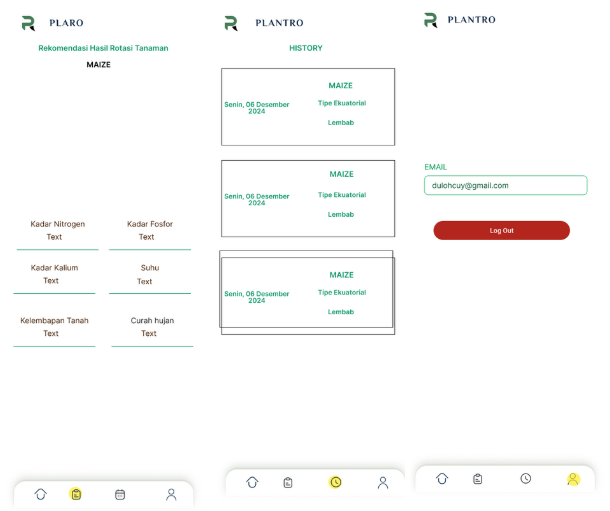 PLARO
Rekomendasi Hasil Rotasi Tanaman
MAIZE
Kadar Nitrogen
Text
Kadar Fosfor
Text
Kadar Kalium
Text
Suhu
Text
Kelembapan Tanah
Text
Curah hujan
Text
PLANTRO
HISTORY
Senin, 06 Desember
2024
MAIZE
Tipe Ekuatorial
Lembab
Senin, 06 Desember
2024
MAIZE
Tipe Ekuatorial
Lembab
Senin, 06 Desember
2024
MAIZE
Tipe Ekuatorial
Lembab
PLANTRO
EMAIL
dulohcuy@gmail.com
Log Out